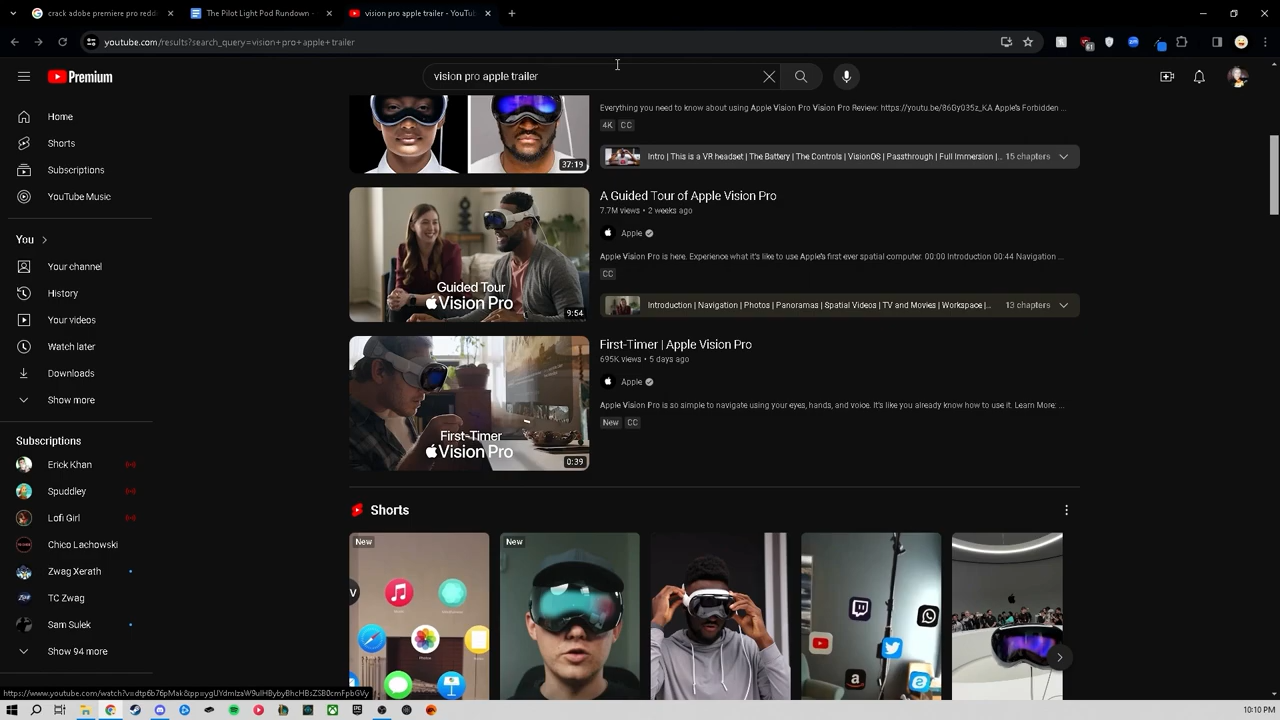 crack adobe premiere pro reddi
The Pilot Light Pod Rundown -
vision pro apple trailer - YouTu
youtube.com/results?search_query=vision+pro+apple+trailer
61
Premium
vision pro apple trailer
Home
Shorts
Subscriptions
YouTube Music
You
Your channel
History
Your videos
Watch later
Downloads
Show more
Subscriptions
Erick Khan
Spuddley
Lofi Girl
Chico Lachowski
Zwag Xerath
TC Zwag
Sam Sulek
Show 94 more
37:19
Everything you need to know about using Apple Vision Pro Vision Pro Review: https://youtu.be/86Gy035z_KA Apple's Forbidden ...
4K CC
Intro | This is a VR headset | The Battery | The Controls | VisionOS | Passthrough | Full Immersion |... 15 chapters
Guided Tour
Vision Pro
9:54
A Guided Tour of Apple Vision Pro
7.7M views • 2 weeks ago
Apple
Apple Vision Pro is here. Experience what it's like to use Apple's first ever spatial computer. 00:00 Introduction 00:44 Navigation ...
CC
Introduction | Navigation | Photos | Panoramas | Spatial Videos | TV and Movies | Workspace |... 13 chapters
First-Timer
Vision Pro
0:39
First-Timer | Apple Vision Pro
695K views • 5 days ago
Apple
Apple Vision Pro is so simple to navigate using your eyes, hands, and voice. It's like you already know how to use it. Learn More: ...
New CC
Shorts
New
New
10:10 PM